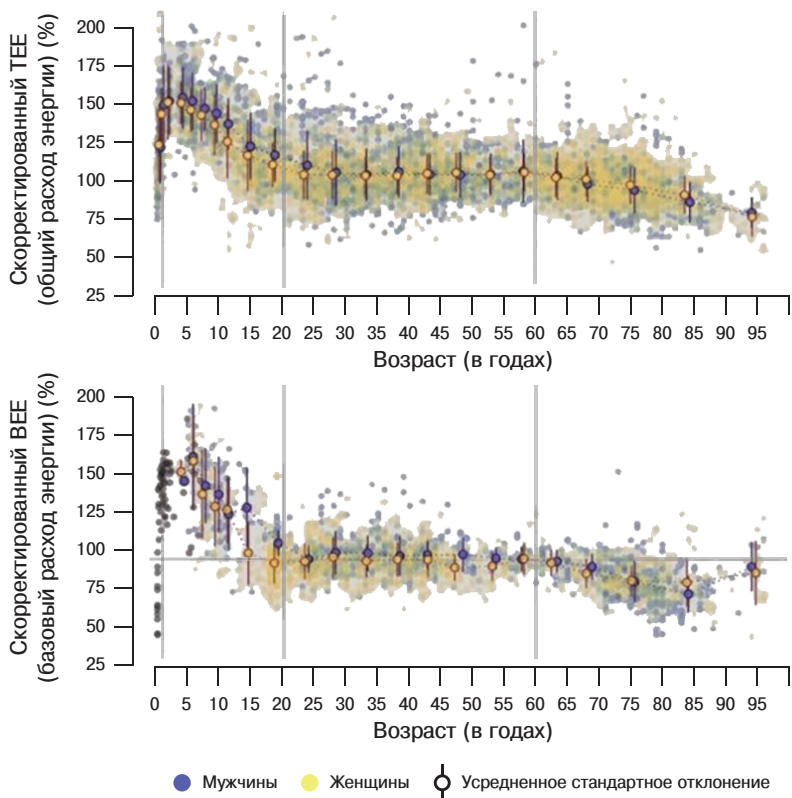 Скорректированный TEE
(общий расход энергии) (%)
200
175
150
125
100
75
50
25
0 5 10 15 20 25 30 35 40 45 50 55 60 65 70 75 80 85 90 95
Возраст (в годах)
Скорректированный BEE
(базовый расход энергии) (%)
200
175
150
125
100
75
50
25
0 5 10 15 20 25 30 35 40 45 50 55 60 65 70 75 80 85 90 95
Возраст (в годах)
Мужчины Женщины Усредненное стандартное отклонение